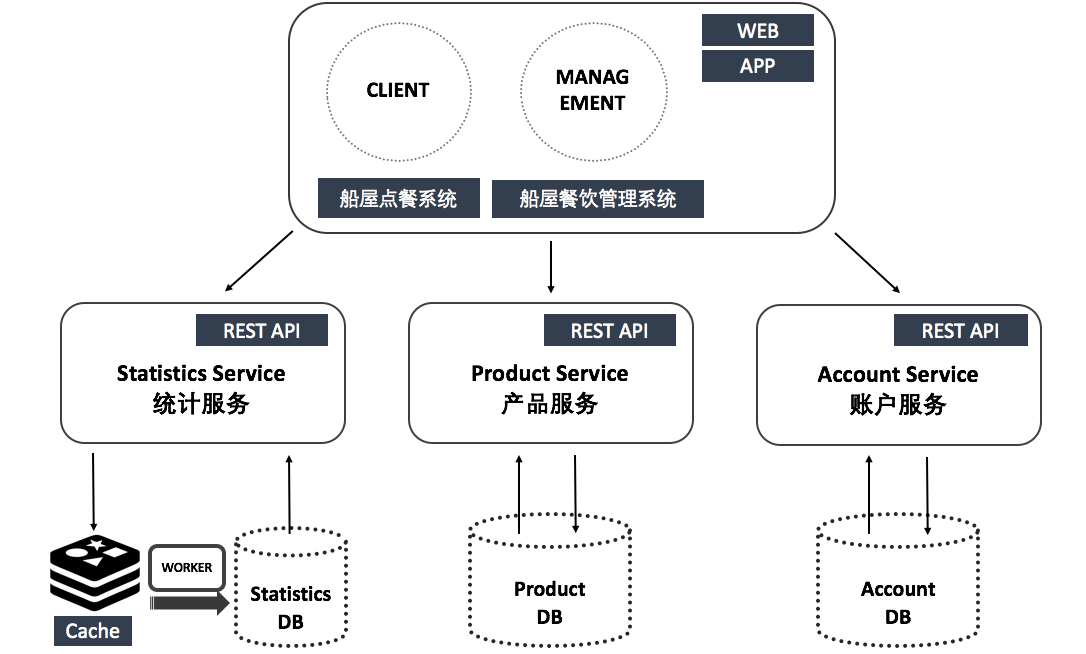 WEB
APP
CLIENT
MANAG
EMENT
船屋点餐系统
船屋餐饮管理系统
REST API
Statistics Service
统计服务
REST API
Product Service
产品服务
REST API
Account Service
账户服务
WORKER
Cache
Statistics
DB
Product
DB
Account
DB